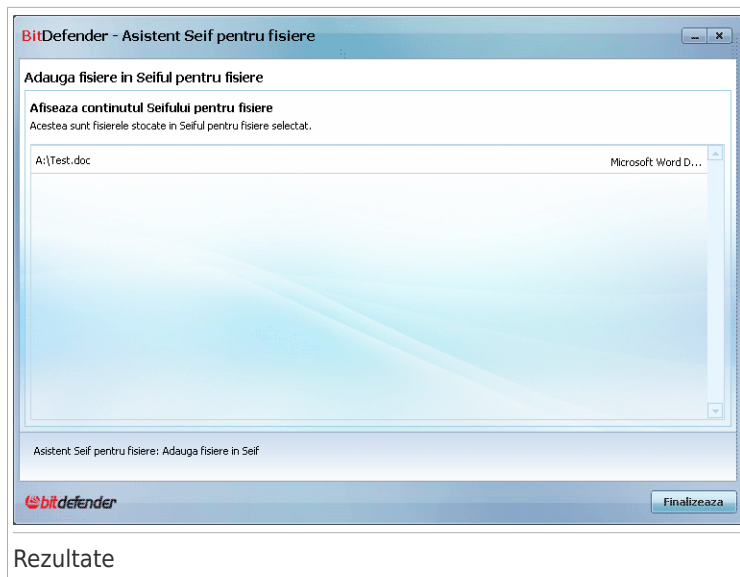 BitDefender - Asistent Seif pentru fisiere
Adauga fisiere in Seiful pentru fisiere
Afiseaza continutul Seifului pentru fisiere
Acestea sunt fisierele stocate in Seiful pentru fisiere selectat.
A:\Test.doc Microsoft Word D...
Asistent Seif pentru fisiere: Adauga fisiere in Seif
bitdefender
Finalizeaza
Rezultate